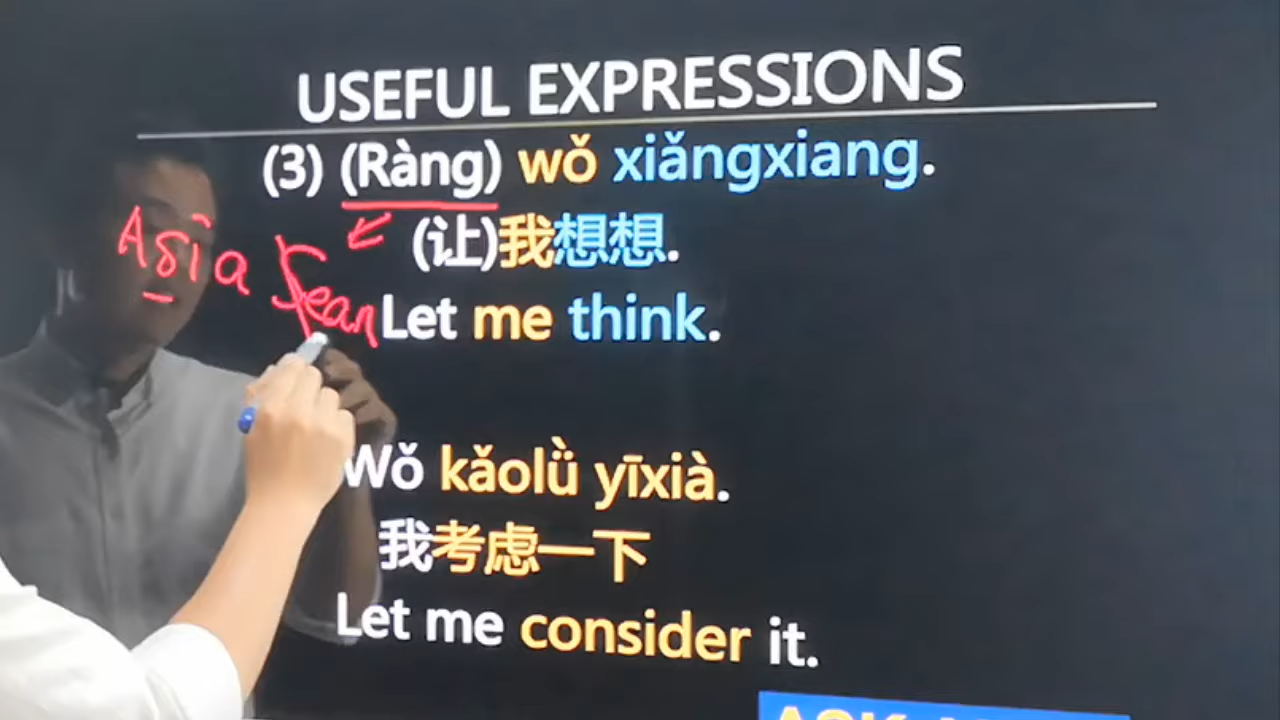 USEFUL EXPRESSIONS
(3) (Ràng) wǒ xiǎngxiang.
(让)我想想.
Asia Sean
Let me think.
Wǒ kǎolǜ yīxià.
我考虑一下
Let me consider it.